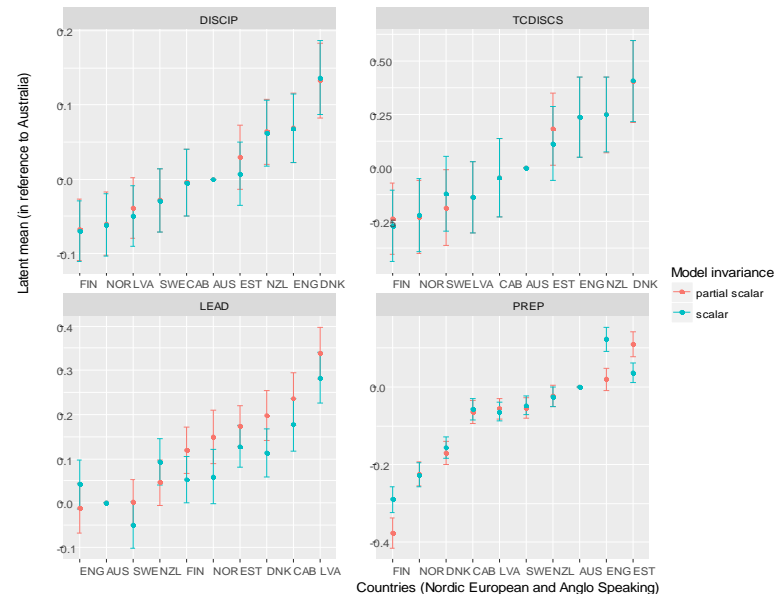 DISCIP
TCDISCS
0.2
0.1
0.0
-0.1
0.50
0.25
0.00
-0.25
FIN NOR LVA SWE CAB AUS EST NZL ENG DNK
FIN NOR SWE LVA CAB AUS EST ENG NZL DNK
LEAD
PREP
0.4
0.3
0.2
0.1
0.0
-0.1
0.0
-0.2
-0.4
ENG AUS SWE NZL FIN NOR EST DNK CAB LVA
FIN NOR DNK CAB LVA SWE NZL AUS ENG EST
Latent mean (in reference to Australia)
Countries (Nordic European and Anglo Speaking)
Model invariance
partial scalar
scalar